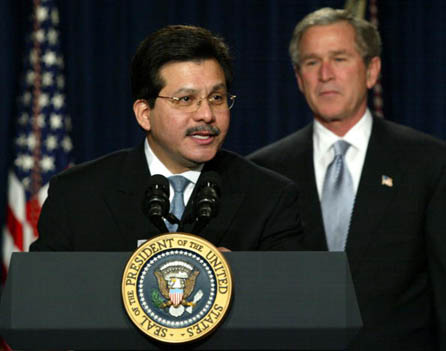 SEAL OF THE PRESIDENT OF THE UNITED STATES